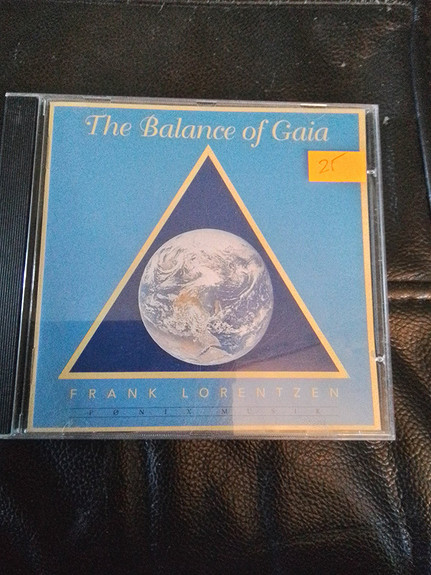 The Balance of Gaia
25
FRANK LORENTZEN
FØNIX MUSIK